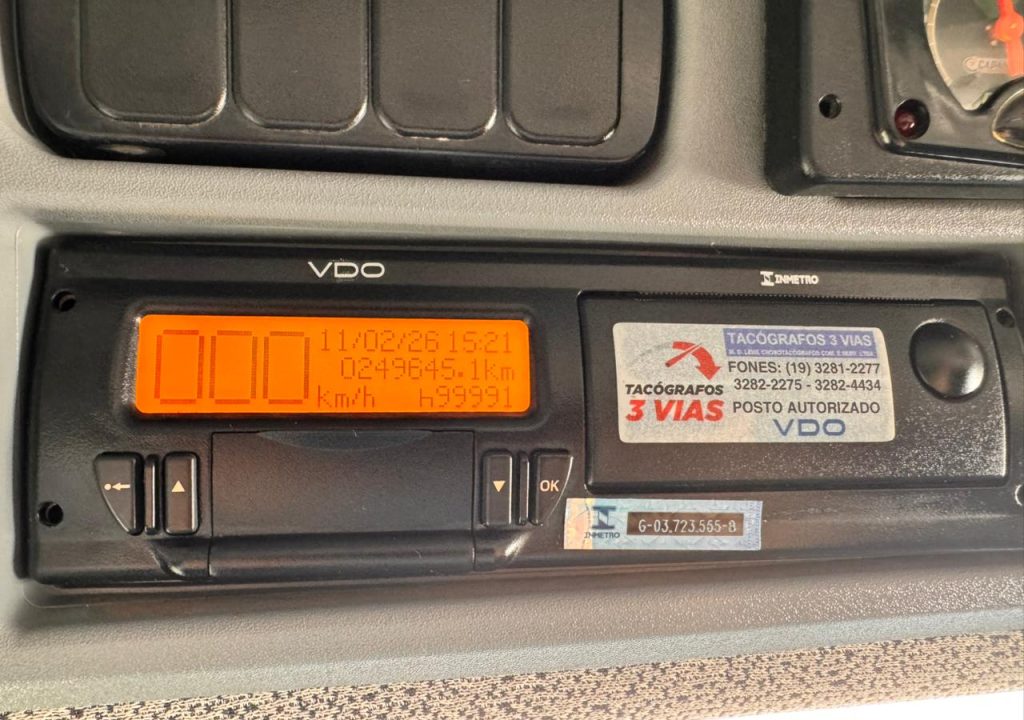 VDO
INMETRO
000
11/02/26 15:21
0249645.1km
km/h h99991
TACÓGRAFOS 3 VIAS
FONES: (19) 3281-2277
3282-2275 - 3282-4434
TACÓGRAFOS
3 VIAS
POSTO AUTORIZADO
VDO
OK
INMETRO
G-03.723.555-8